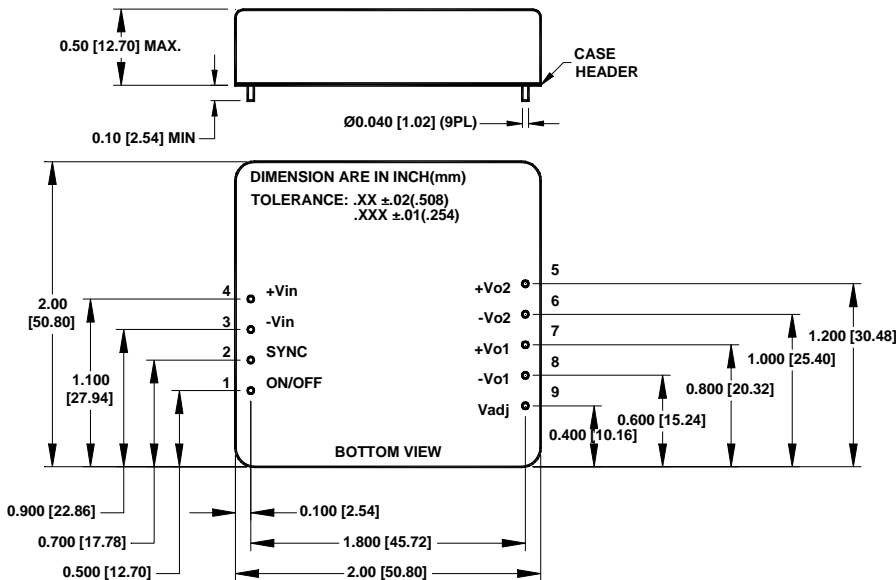 0.50 [12.70] MAX.
CASE
HEADER
0.10 [2.54] MIN
Ø0.040 [1.02] (9PL)
DIMENSION ARE IN INCH(mm)
TOLERANCE: .XX ±.02(.508)
.XXX ±.01(.254)
2.00
[50.80]
4 +Vin
3 -Vin
2 SYNC
1 ON/OFF
5
+Vo2
6
-Vo2
7
+Vo1
8
-Vo1
9
Vadj
1.200 [30.48]
1.000 [25.40]
0.800 [20.32]
0.600 [15.24]
0.400 [10.16]
1.100
[27.94]
BOTTOM VIEW
0.900 [22.86]
0.100 [2.54]
0.700 [17.78]
1.800 [45.72]
0.500 [12.70]
2.00 [50.80]